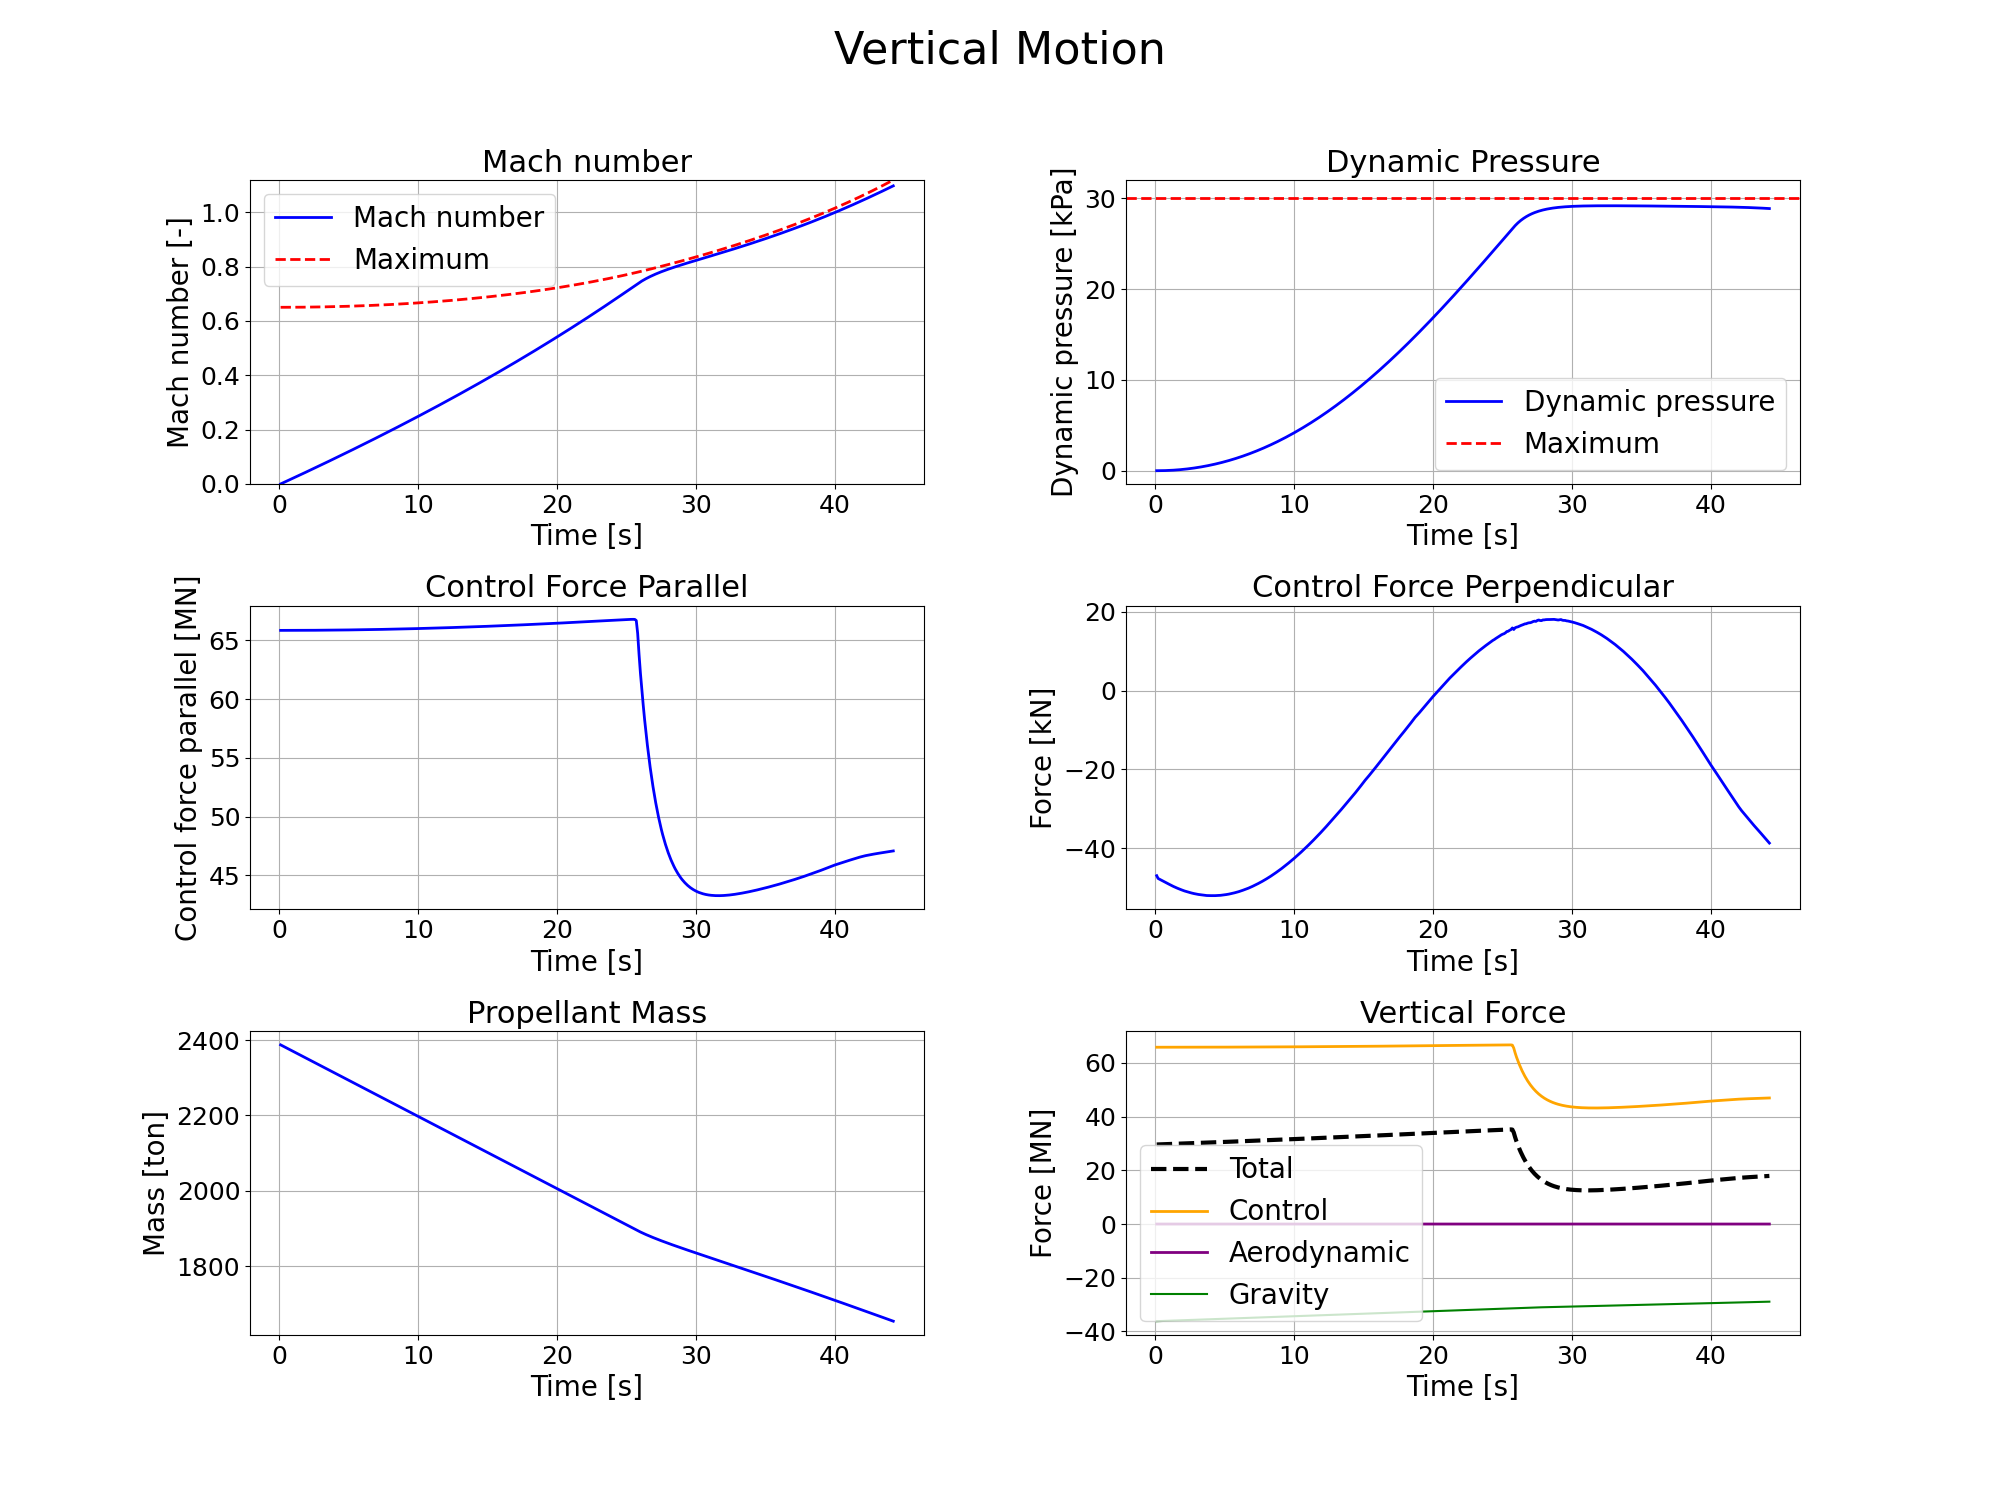 Vertical Motion
Mach number
Mach number [-]
1.0
0.8
0.6
0.4
0.2
0.0
Mach number
Maximum
0 10 20 30 40
Time [s]
Dynamic Pressure
Dynamic pressure [kPa]
30
20
10
0
Dynamic pressure
Maximum
0 10 20 30 40
Time [s]
Control Force Parallel
Control force parallel [MN]
65
60
55
50
45
0 10 20 30 40
Time [s]
Control Force Perpendicular
Force [kN]
20
0
−20
−40
0 10 20 30 40
Time [s]
Propellant Mass
Mass [ton]
2400
2200
2000
1800
0 10 20 30 40
Time [s]
Vertical Force
Force [MN]
60
40
20
0
−20
−40
Total
Control
Aerodynamic
Gravity
0 10 20 30 40
Time [s]